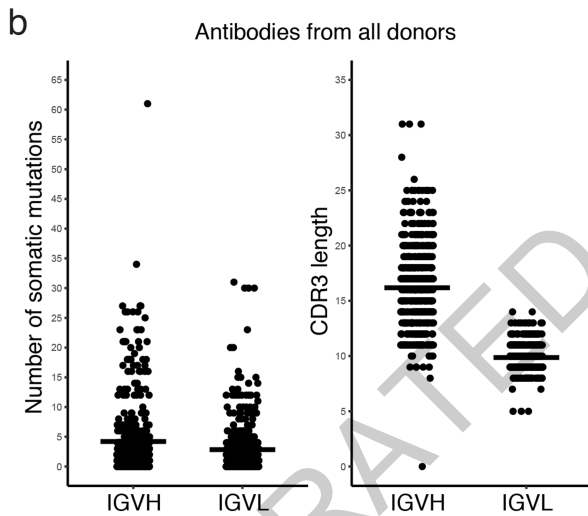 b
Antibodies from all donors
Number of somatic mutations
65
60
55
50
45
40
35
30
25
20
15
10
5
0
IGVH
IGVL
CDR3 length
35
30
25
20
15
10
5
0
IGVH
IGVL
RATED